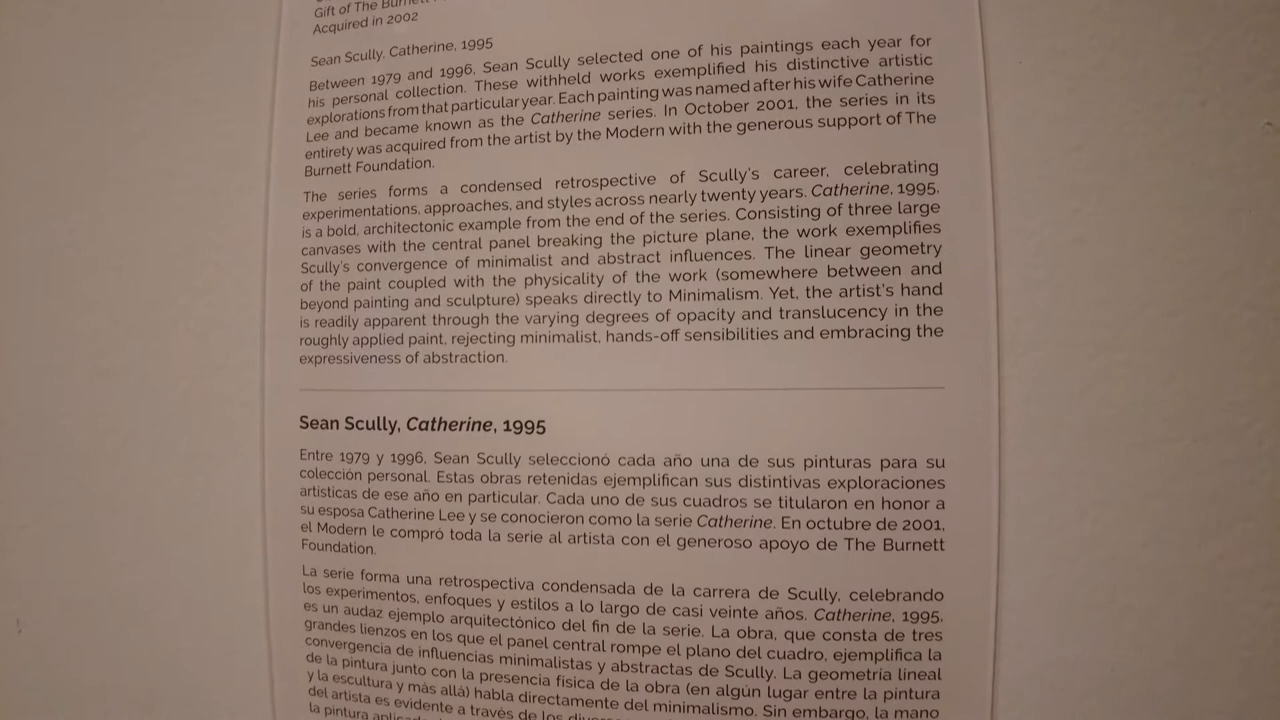 Gift of The Burnett
Acquired in 2002
Sean Scully, Catherine, 1995
Between 1979 and 1996, Sean Scully selected one of his paintings each year for
his personal collection. These withheld works exemplified his distinctive artistic
explorations from that particular year. Each painting was named after his wife Catherine
Lee and became known as the Catherine series. In October 2001, the series in its
entirety was acquired from the artist by the Modern with the generous support of The
Burnett Foundation.
The series forms a condensed retrospective of Scully's career, celebrating
experimentations, approaches, and styles across nearly twenty years. Catherine, 1995,
is a bold, architectonic example from the end of the series. Consisting of three large
canvases with the central panel breaking the picture plane, the work exemplifies
Scully's convergence of minimalist and abstract influences. The linear geometry
of the paint coupled with the physicality of the work (somewhere between and
beyond painting and sculpture) speaks directly to Minimalism. Yet, the artist's hand
is readily apparent through the varying degrees of opacity and translucency in the
roughly applied paint, rejecting minimalist, hands-off sensibilities and embracing the
expressiveness of abstraction.
Sean Scully, Catherine, 1995
Entre 1979 y 1996, Sean Scully seleccionó cada año una de sus pinturas para su
colección personal. Estas obras retenidas ejemplifican sus distintivas exploraciones
artísticas de ese año en particular. Cada uno de sus cuadros se titularon en honor a
su esposa Catherine Lee y se conocieron como la serie Catherine. En octubre de 2001,
el Modern le compró toda la serie al artista con el generoso apoyo de The Burnett
Foundation.
La serie forma una retrospectiva condensada de la carrera de Scully, celebrando
los experimentos, enfoques y estilos a lo largo de casi veinte años. Catherine, 1995,
es un audaz ejemplo arquitectónico del fin de la serie. La obra, que consta de tres
grandes lienzos en los que el panel central rompe el plano del cuadro, ejemplifica la
convergencia de influencias minimalistas y abstractas de Scully. La geometría lineal
de la pintura junto con la presencia física de la obra (en algún lugar entre la pintura
y la escultura y más allá) habla directamente del minimalismo. Sin embargo, la mano
del artista es evidente a través de los
la pintura